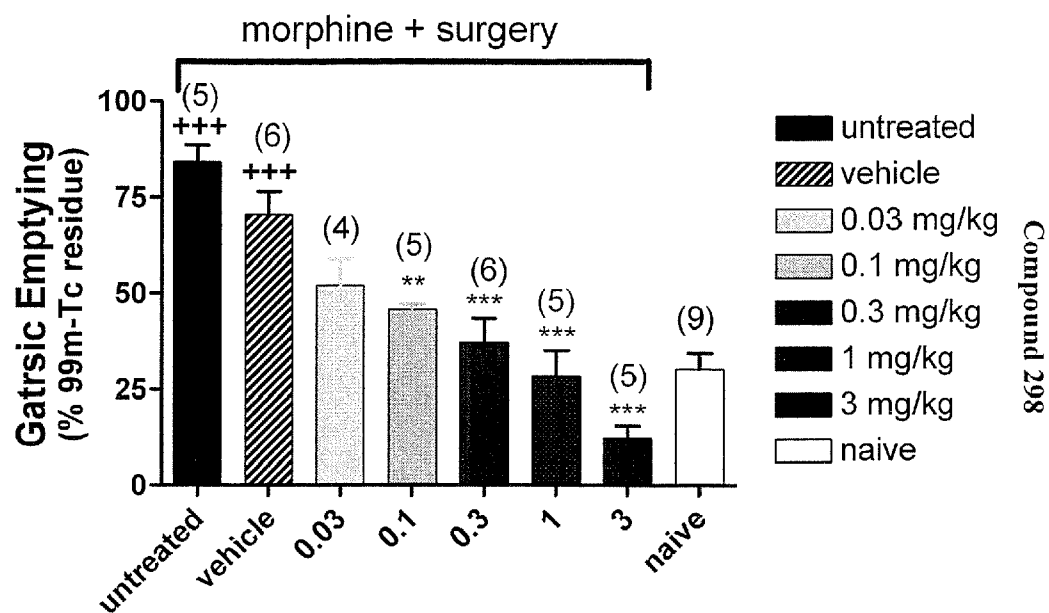 morphine + surgery
Gatrsic Emptying
(% 99m-Tc residue)
100
75
50
25
0
(5)
+++
(6)
+++
(4)
(5)
**
(6)
***
(5)
***
(5)
***
(9)
untreated
vehicle
0.03
0.1
0.3
1
3
naive
untreated
vehicle
0.03 mg/kg
0.1 mg/kg
0.3 mg/kg
1 mg/kg
3 mg/kg
naive
Compound 298